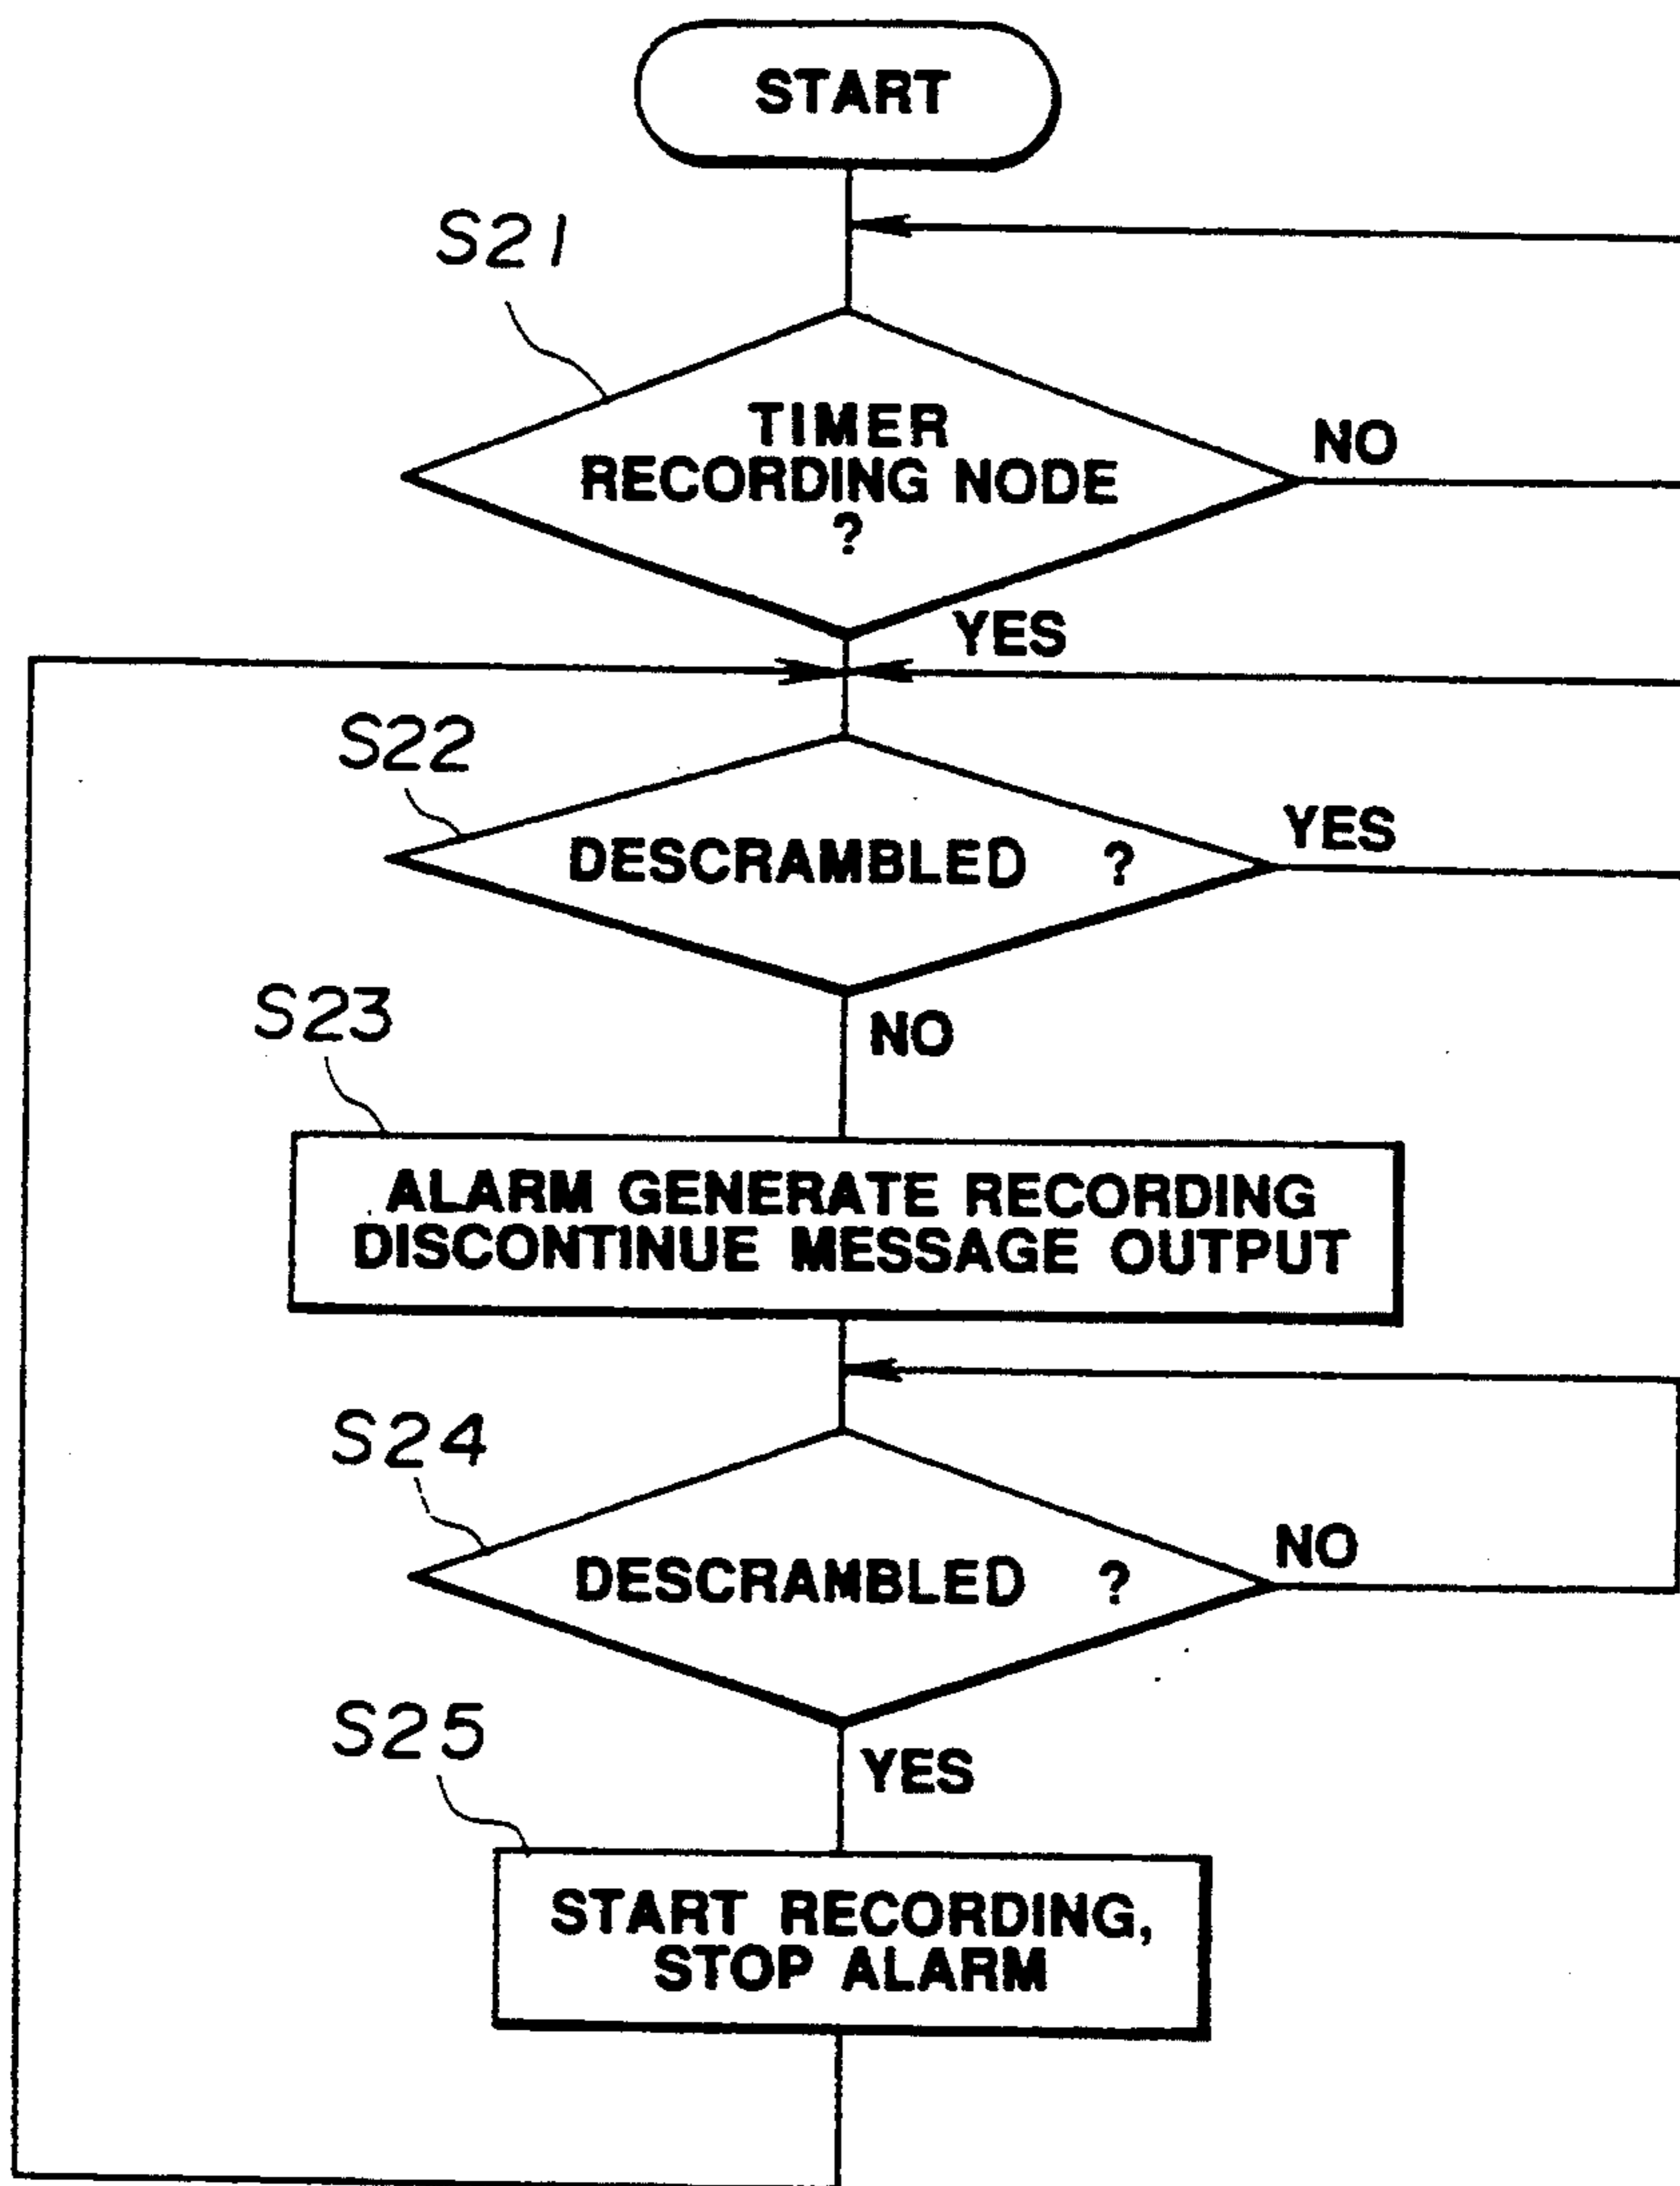 START
S21
TIMER
RECORDING NODE
?
NO
YES
S22
DESCRAMBLED ?
YES
S23
NO
ALARM GENERATE RECORDING
DISCONTINUE MESSAGE OUTPUT
S24
DESCRAMBLED ?
NO
S25
YES
START RECORDING,
STOP ALARM